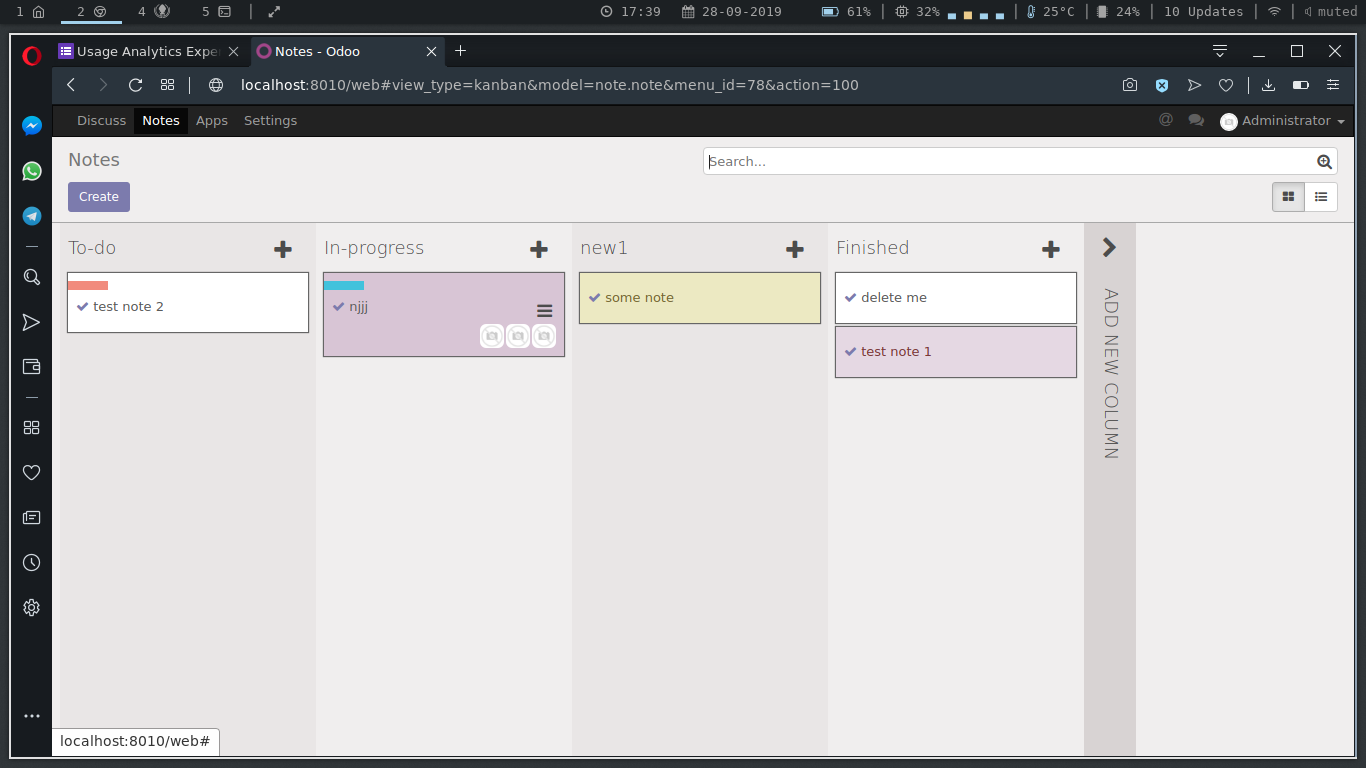 1 2 4 5 17:39 28-09-2019 61% 32% 25°C 24% 10 Updates muted
Usage Analytics Expe
Notes - Odoo
localhost:8010/web#view_type=kanban&model=note.note&menu_id=78&action=100
Discuss Notes Apps Settings @ Administrator
Notes
Search...
Create
To-do
test note 2
In-progress
njjj
new1
some note
Finished
delete me
test note 1
ADD NEW COLUMN
localhost:8010/web#